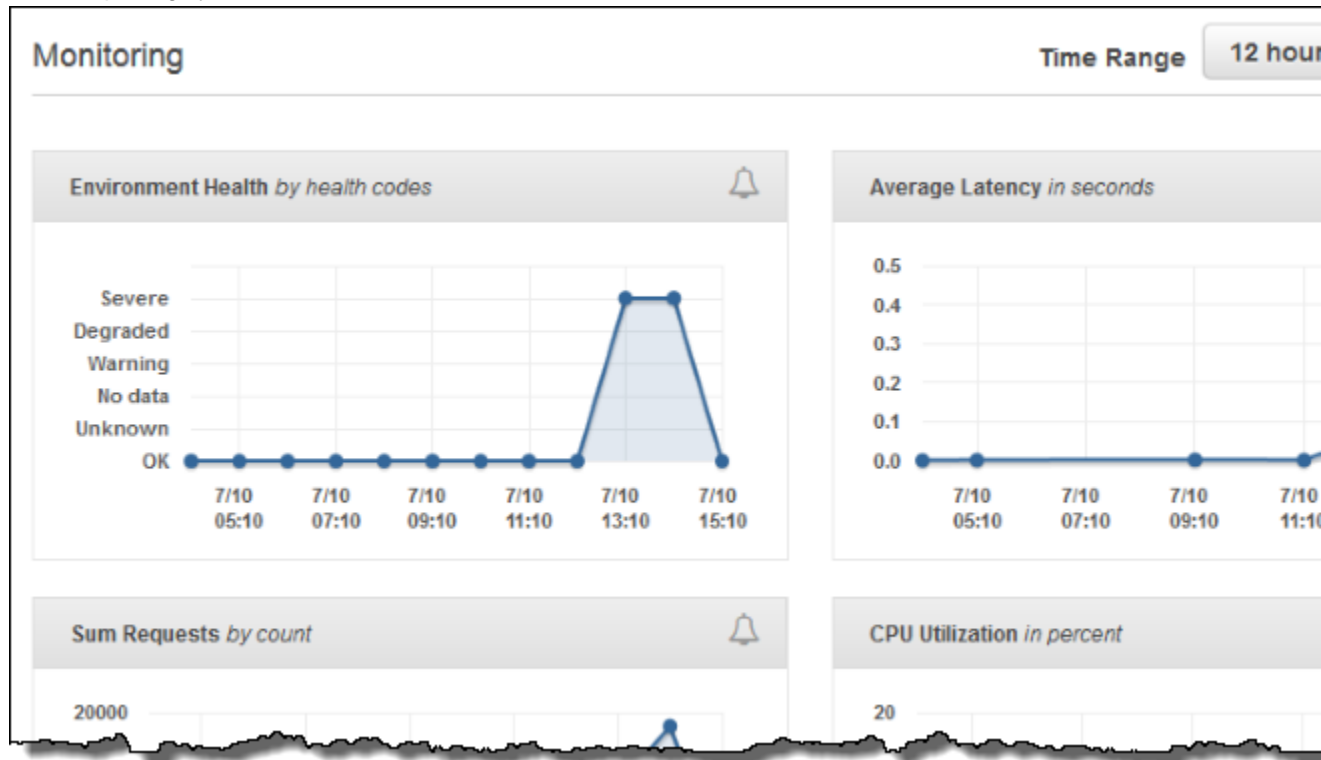 Monitoring
Time Range
12 hour
Environment Health by health codes
Severe
Degraded
Warning
No data
Unknown
OK
7/10 7/10 7/10 7/10 7/10 7/10
05:10 07:10 09:10 11:10 13:10 15:10
Average Latency in seconds
0.5
0.4
0.3
0.2
0.1
0.0
7/10 7/10 7/10 7/10
05:10 07:10 09:10 11:10
Sum Requests by count
20000
CPU Utilization in percent
20